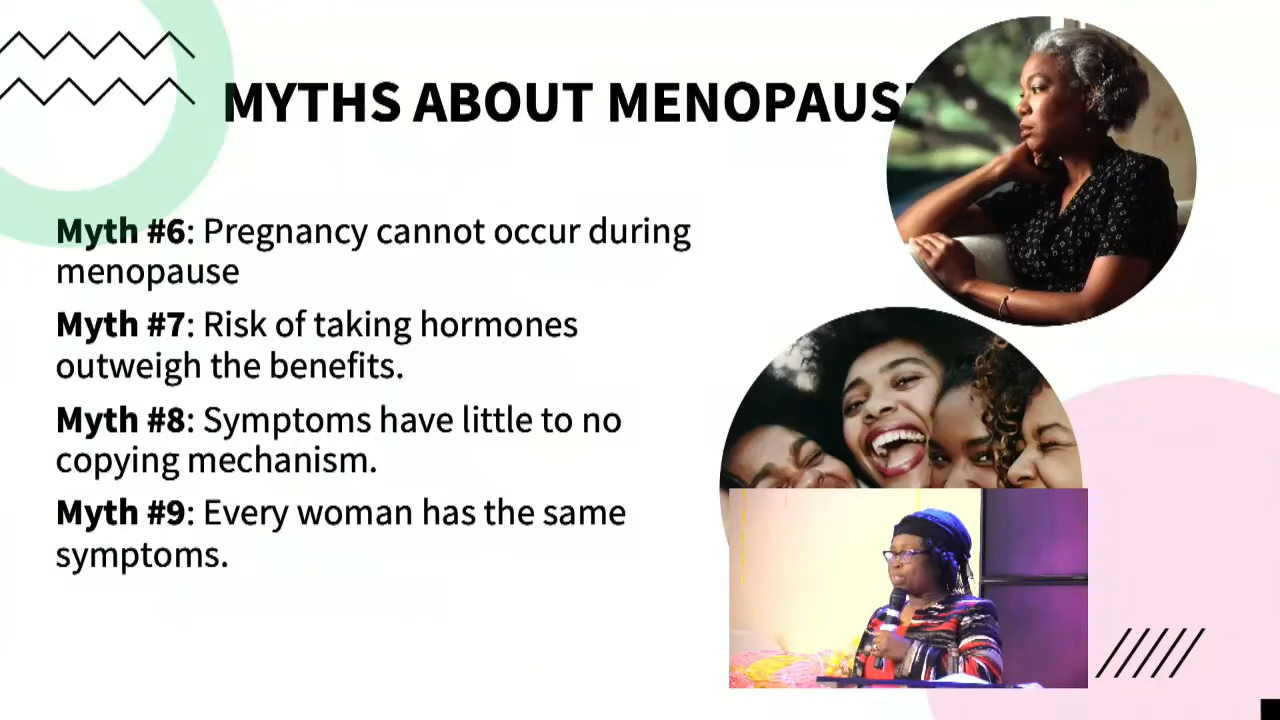 MYTHS ABOUT MENOPAUS
Myth #6: Pregnancy cannot occur during
menopause
Myth #7: Risk of taking hormones
outweigh the benefits.
Myth #8: Symptoms have little to no
copying mechanism.
Myth #9: Every woman has the same
symptoms.